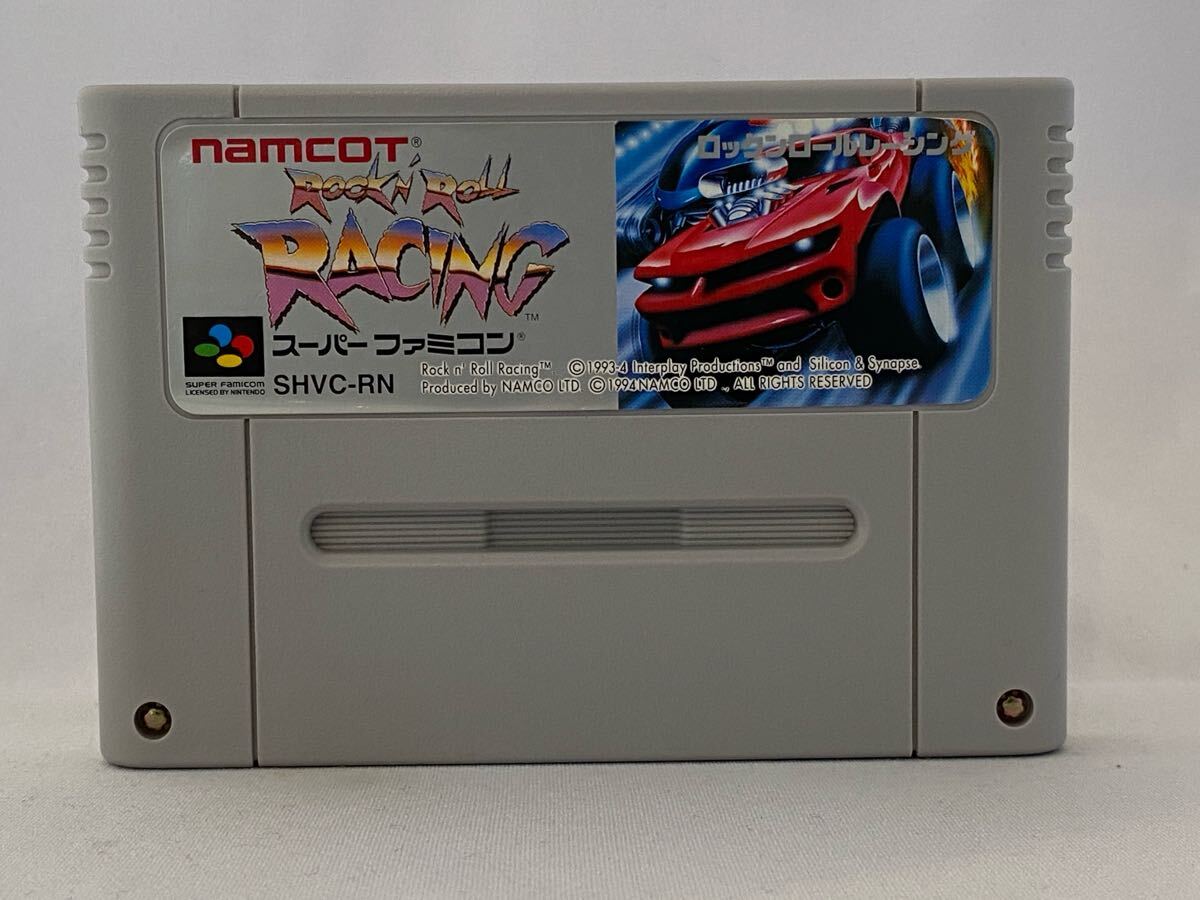 namcot®
ロックンロールレーシング
ROCK N' ROLL
RACING™
スーパーファミコン®
SUPER FAMICOM
LICENSED BY NINTENDO
SHVC-RN
Rock n' Roll Racing™ ©1993-4 Interplay Productions™ and Silicon & Synapse.
Produced by NAMCO LTD. ©1994 NAMCO LTD., ALL RIGHTS RESERVED